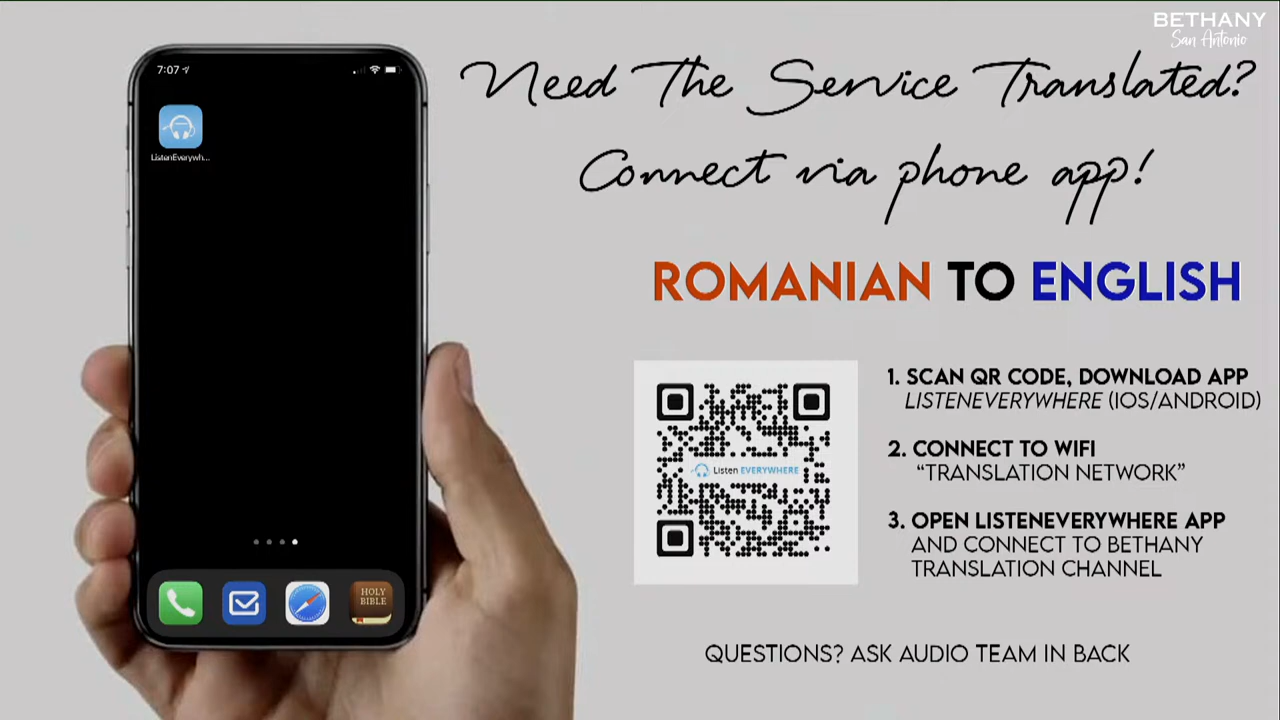 BETHANY
San Antonio
7:07
ListenEverywh...
Need The Service Translated?
Connect via phone app!
ROMANIAN TO ENGLISH
Listen EVERYWHERE
1. SCAN QR CODE, DOWNLOAD APP
LISTENEVERYWHERE (IOS/ANDROID)
2. CONNECT TO WIFI
“TRANSLATION NETWORK”
3. OPEN LISTENEVERYWHERE APP
AND CONNECT TO BETHANY
TRANSLATION CHANNEL
HOLY
BIBLE
QUESTIONS? ASK AUDIO TEAM IN BACK